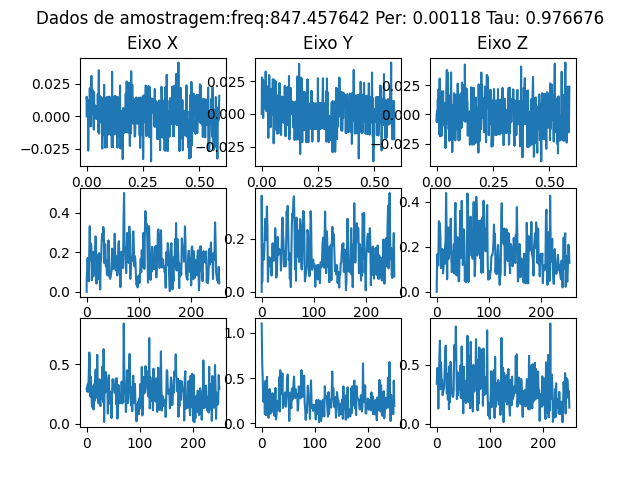 Dados de amostragem:freq:847.457642 Per: 0.00118 Tau: 0.976676
Eixo X Eixo Y Eixo Z
0.025 0.025 0.025
0.000 0.000 0.000
−0.025 −0.025 −0.025
0.00 0.25 0.50 0.00 0.25 0.50 0.00 0.25 0.50
0.4 0.4
0.2 0.2 0.2
0.0 0.0 0.0
0 100 200 0 100 200 0 100 200
1.0
0.5 0.5 0.5
0.0 0.0 0.0
0 100 200 0 100 200 0 100 200